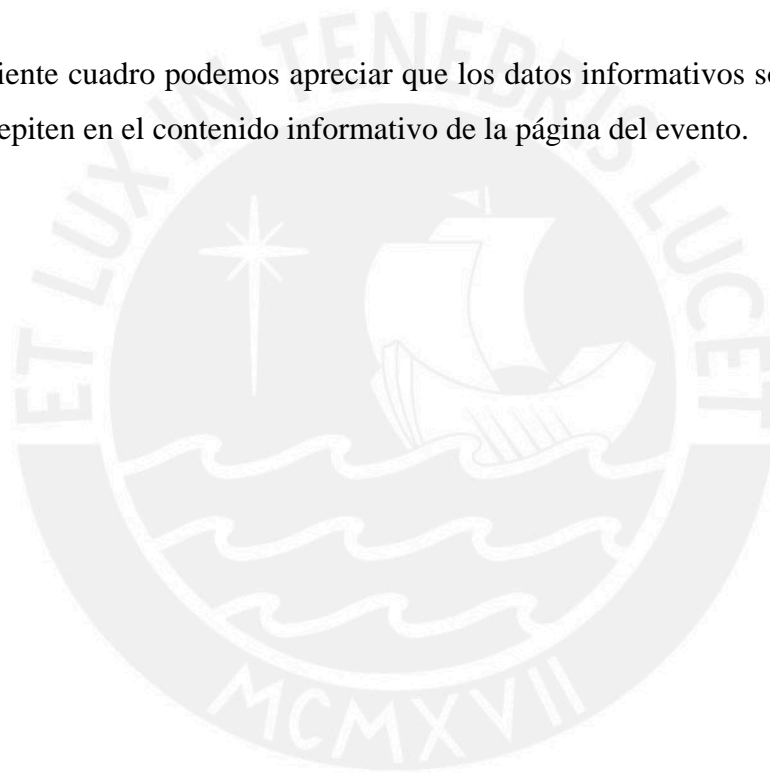 iente cuadro podemos apreciar que los datos informativos so
epiten en el contenido informativo de la página del evento.
ET LUX IN TENEBRIS LUCET
MCMXVII